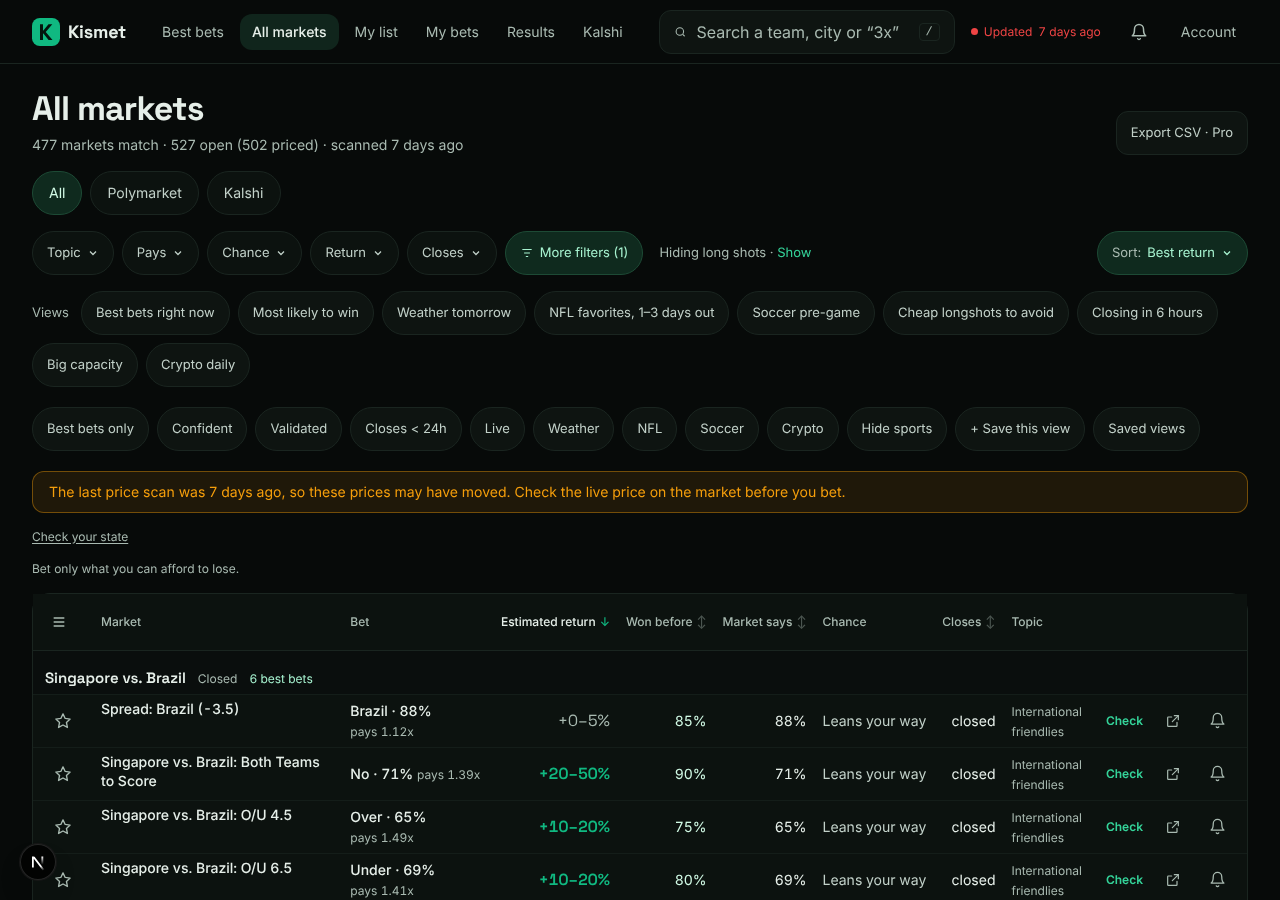 K Kismet Best bets All markets My list My bets Results Kalshi Search a team, city or “3x” / Updated 7 days ago Account
All markets
477 markets match · 527 open (502 priced) · scanned 7 days ago
Export CSV · Pro
All Polymarket Kalshi
Topic Pays Chance Return Closes More filters (1) Hiding long shots · Show Sort: Best return
Views Best bets right now Most likely to win Weather tomorrow NFL favorites, 1–3 days out Soccer pre-game Cheap longshots to avoid Closing in 6 hours
Big capacity Crypto daily
Best bets only Confident Validated Closes < 24h Live Weather NFL Soccer Crypto Hide sports + Save this view Saved views
The last price scan was 7 days ago, so these prices may have moved. Check the live price on the market before you bet.
Check your state
Bet only what you can afford to lose.
Market Bet Estimated return ↓ Won before Market says Chance Closes Topic
Singapore vs. Brazil Closed 6 best bets
Spread: Brazil (-3.5) Brazil · 88% pays 1.12x +0–5% 85% 88% Leans your way closed International friendlies Check
Singapore vs. Brazil: Both Teams to Score No · 71% pays 1.39x +20–50% 90% 71% Leans your way closed International friendlies Check
Singapore vs. Brazil: O/U 4.5 Over · 65% pays 1.49x +10–20% 75% 65% Leans your way closed International friendlies Check
Singapore vs. Brazil: O/U 6.5 Under · 69% pays 1.41x +10–20% 80% 69% Leans your way closed International friendlies Check
N